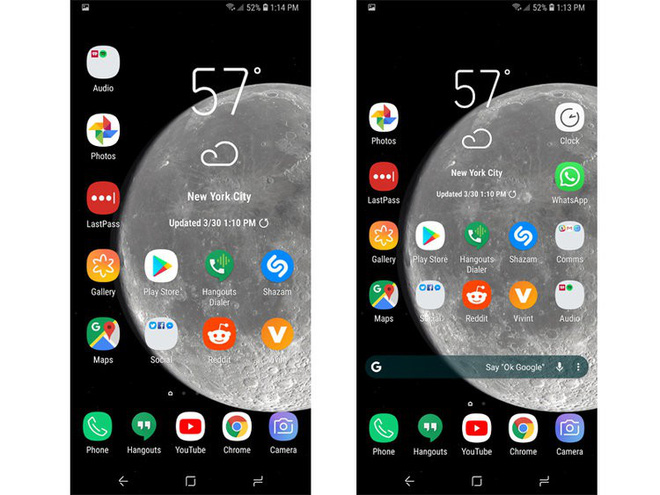 52% 1:14 PM
57°
Audio
Photos
New York City
LastPass
Updated 3/30 1:10 PM
Gallery
Play Store
Hangouts
Dialer
Shazam
Maps
Social
Reddit
Vivint
Phone
Hangouts
YouTube
Chrome
Camera
52% 1:13 PM
57°
Photos
Clock
New York City
LastPass
Updated 3/30 1:10 PM
WhatsApp
Gallery
Play Store
Hangouts
Dialer
Shazam
Comms
Maps
Social
Reddit
Vivint
Audio
G
Say "Ok Google"
Phone
Hangouts
YouTube
Chrome
Camera